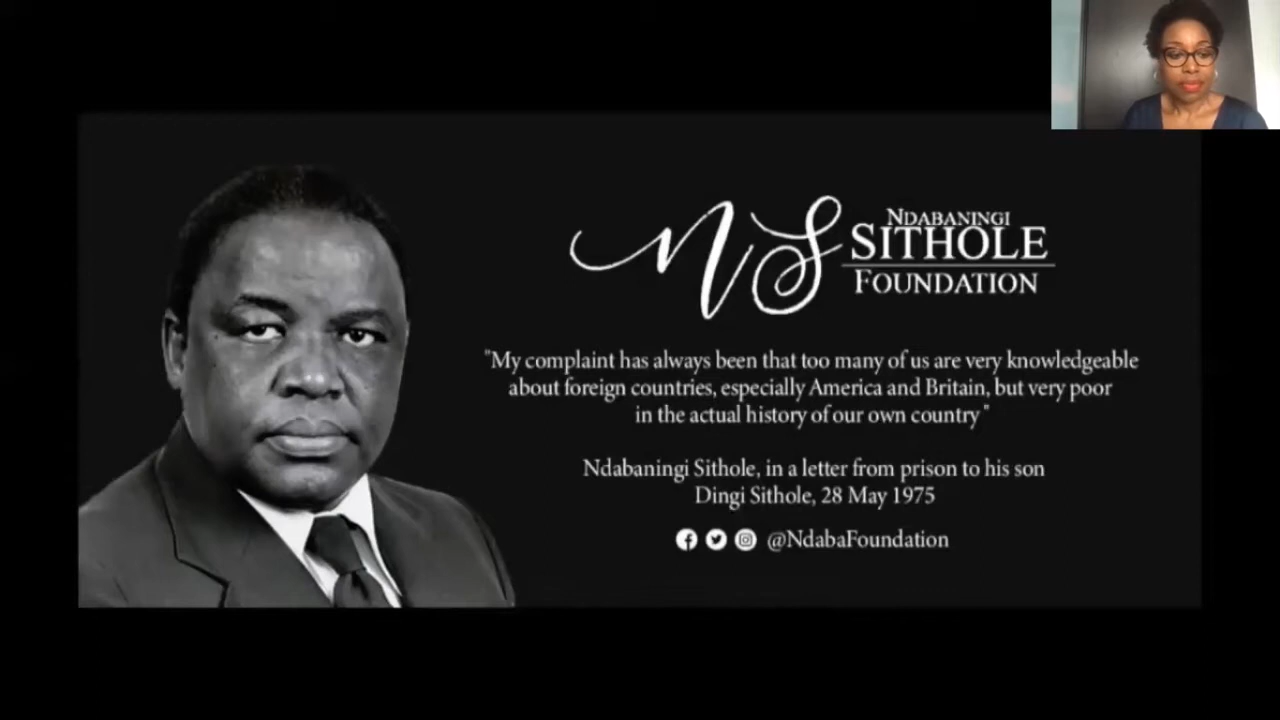 NS
NDABANINGI
SITHOLE
FOUNDATION
"My complaint has always been that too many of us are very knowledgeable
about foreign countries, especially America and Britain, but very poor
in the actual history of our own country"
Ndabaningi Sithole, in a letter from prison to his son
Dingi Sithole, 28 May 1975
@NdabaFoundation